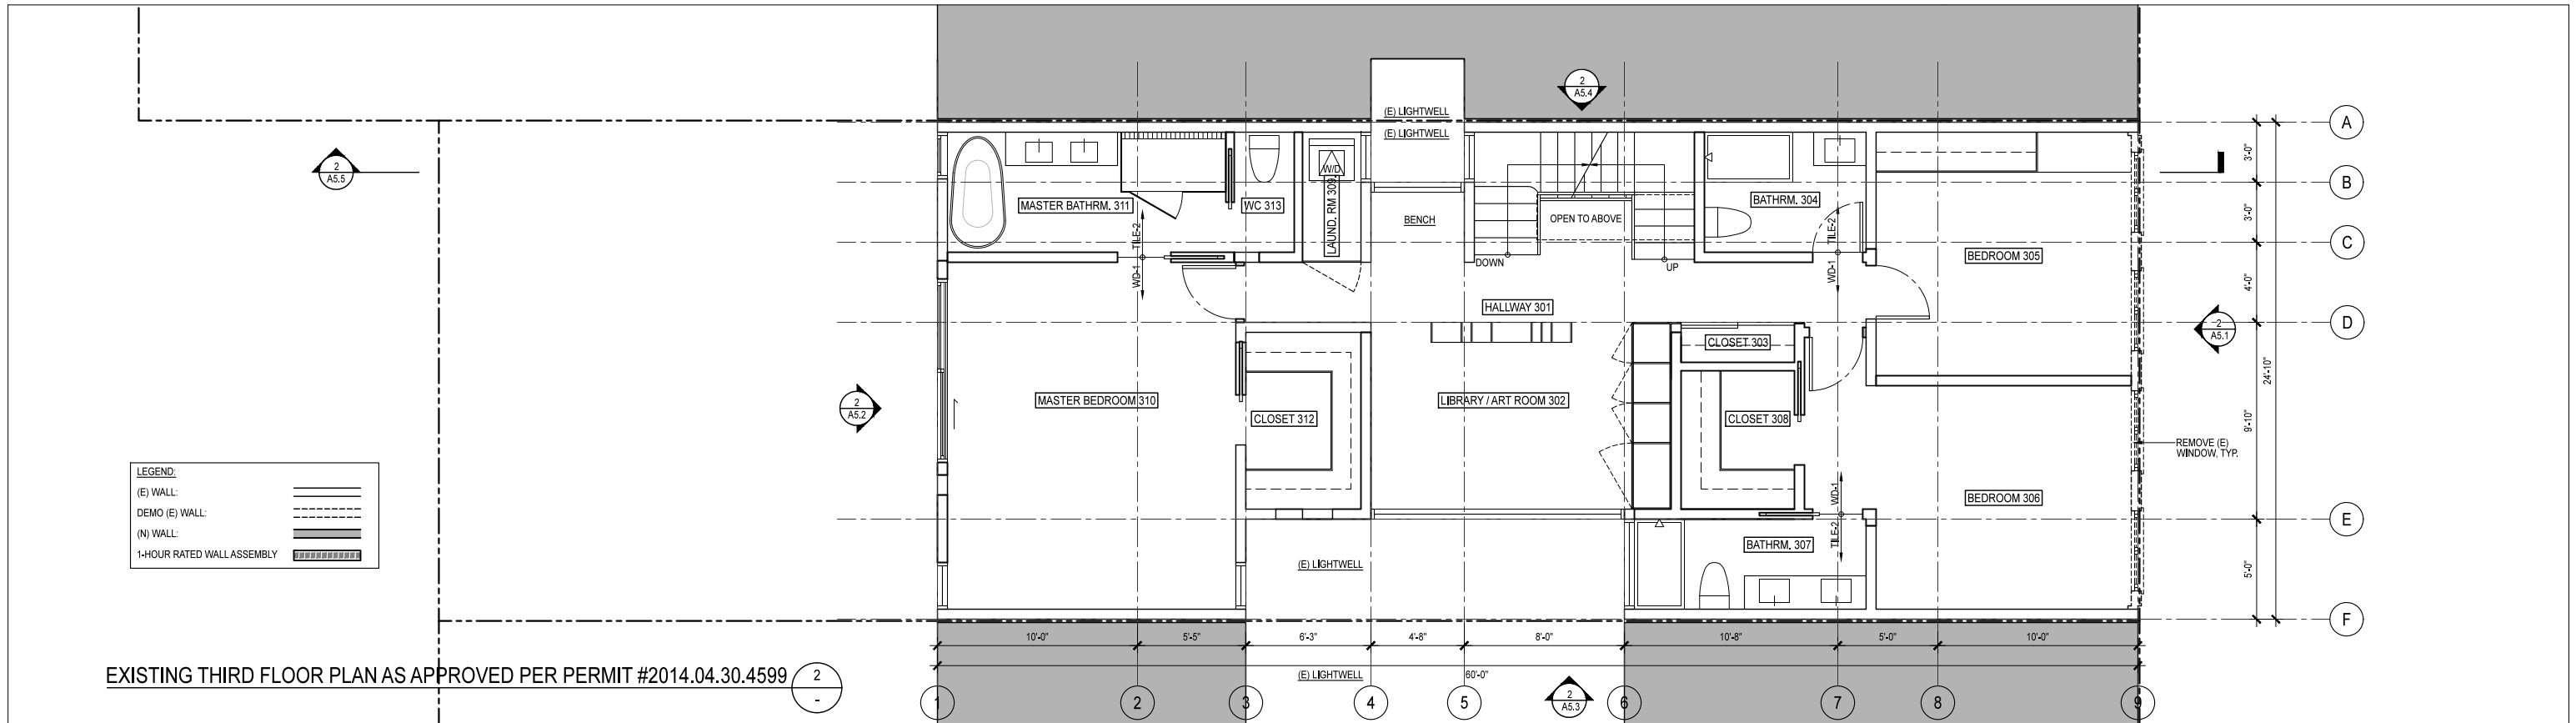 2
A5.4
(E) LIGHTWELL
(E) LIGHTWELL
A
2
A5.5
3'-0"
W/D
B
MASTER BATHRM. 311
WC 313
LAUND. RM 309
BENCH
OPEN TO ABOVE
BATHRM. 304
3'-0"
TILE-2
TILE-2
C
DOWN
UP
BEDROOM 305
WD-1
WD-1
4'-0"
HALLWAY 301
D
2
A5.1
CLOSET 303
24'-10"
2
A5.2
MASTER BEDROOM 310
CLOSET 312
LIBRARY / ART ROOM 302
CLOSET 308
9'-10"
REMOVE (E)
WINDOW, TYP.
LEGEND:
(E) WALL:
DEMO (E) WALL:
(N) WALL:
1-HOUR RATED WALL ASSEMBLY
WD-1
BEDROOM 306
E
TILE-2
BATHRM. 307
(E) LIGHTWELL
5'-0"
F
10'-0"
5'-5"
6'-3"
4'-8"
8'-0"
10'-8"
5'-0"
10'-0"
(E) LIGHTWELL
60'-0"
EXISTING THIRD FLOOR PLAN AS APPROVED PER PERMIT #2014.04.30.4599
2
-
1
2
3
4
5
2
A5.3
6
7
8
9